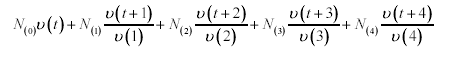 N₍₀₎υ(t) + N₍₁₎ υ(t+1)/υ(1) + N₍₂₎ υ(t+2)/υ(2) + N₍₃₎ υ(t+3)/υ(3) + N₍₄₎ υ(t+4)/υ(4)